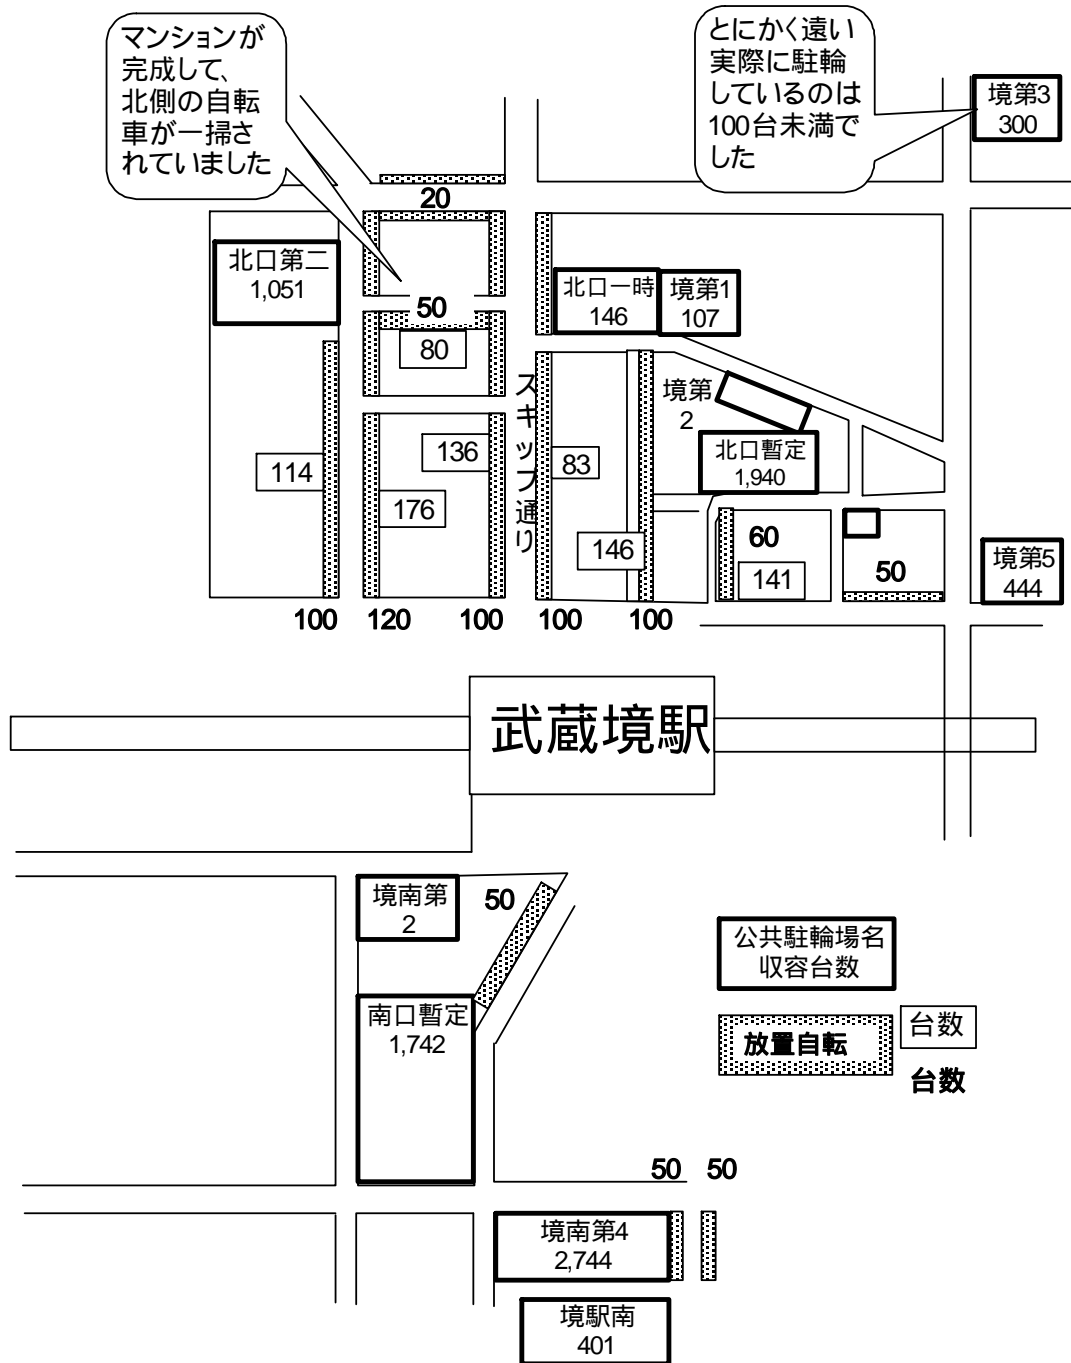 マンションが
完成して、
北側の自転
車が一掃さ
れていました
とにかく遠い
実際に駐輪
しているのは
100台未満で
した
境第3
300
20
北口第二
1,051
50
80
北口一時
146
境第1
107
スキップ通り
境第
2
北口暫定
1,940
114
136
176
83
146
60
141
50
境第5
444
100
120
100
100
100
武蔵境駅
境南第
2
50
南口暫定
1,742
公共駐輪場名
収容台数
放置自転
台数
台数
50
50
境南第4
2,744
境駅南
401